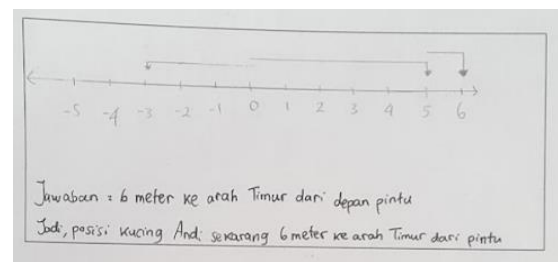 -5 -4 -3 -2 -1 0 1 2 3 4 5 6
Jawaban : 6 meter ke arah Timur dari depan pintu
Jadi, posisi kucing Andi sekarang 6 meter ke arah Timur dari pintu